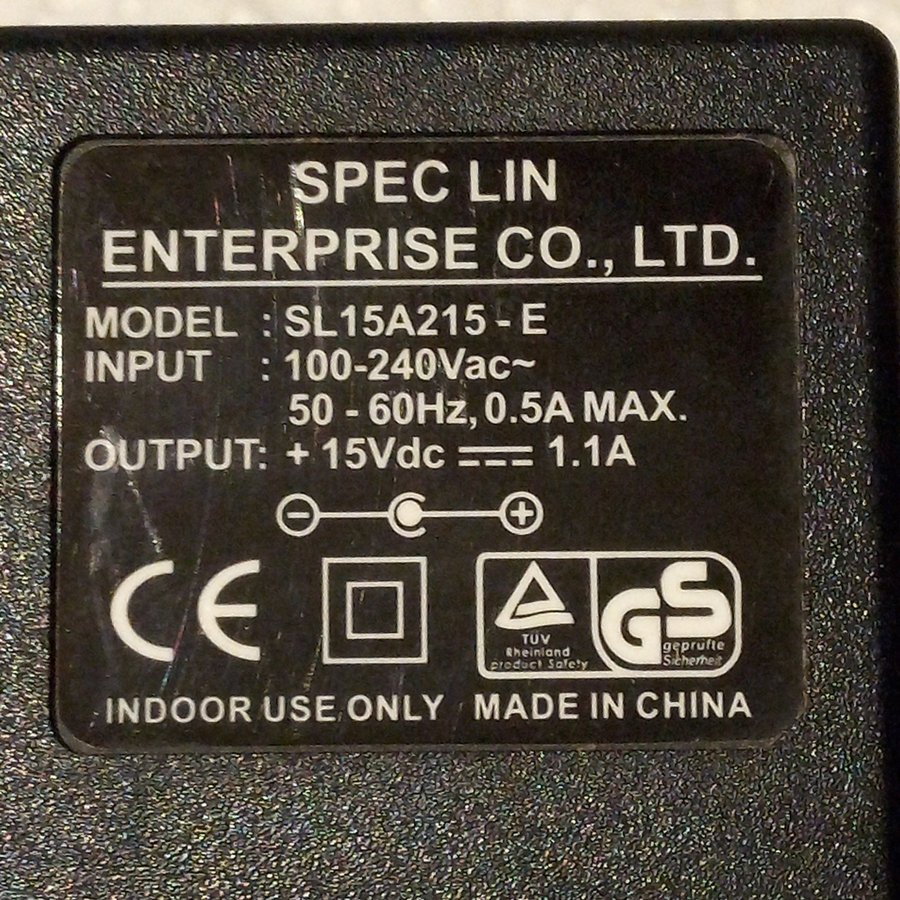 SPEC LIN
ENTERPRISE CO., LTD.
MODEL : SL15A215 - E
INPUT : 100-240Vac~
50 - 60Hz, 0.5A MAX.
OUTPUT: + 15Vdc ⎓ 1.1A
− +
CE
TÜV
Rheinland
product Safety
GS
geprüfte
Sicherheit
INDOOR USE ONLY MADE IN CHINA